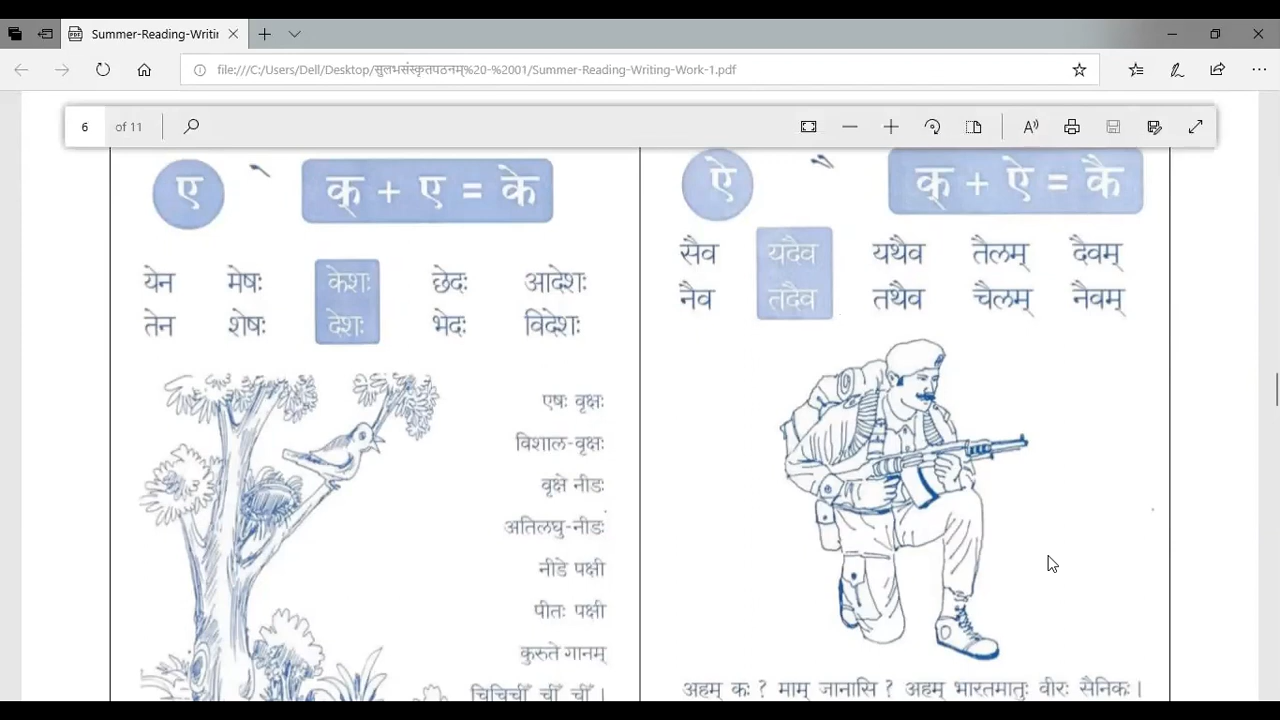 Summer-Reading-Writin
file:///C:/Users/Dell/Desktop/सुलभसंस्कृतपठनम्%20-%2001/Summer-Reading-Writing-Work-1.pdf
6 of 11
ए
क् + ए = के
येन मेषः केशः छेदः आदेशः
तेन शेषः देशः भेदः विदेशः
एषः वृक्षः
विशाल-वृक्षः
वृक्षे नीडः
अतिलघु-नीडः
नीडे पक्षी
पीतः पक्षी
कुरुते गानम्
चिचिचीँ चीँ चीँ ।
ऐ
क् + ऐ = कै
सैव यदैव यथैव तैलम् दैवम्
नैव तदैव तथैव चैलम् नैवम्
अहम् कः ? माम् जानासि ? अहम् भारतमातुः वीरः सैनिकः ।